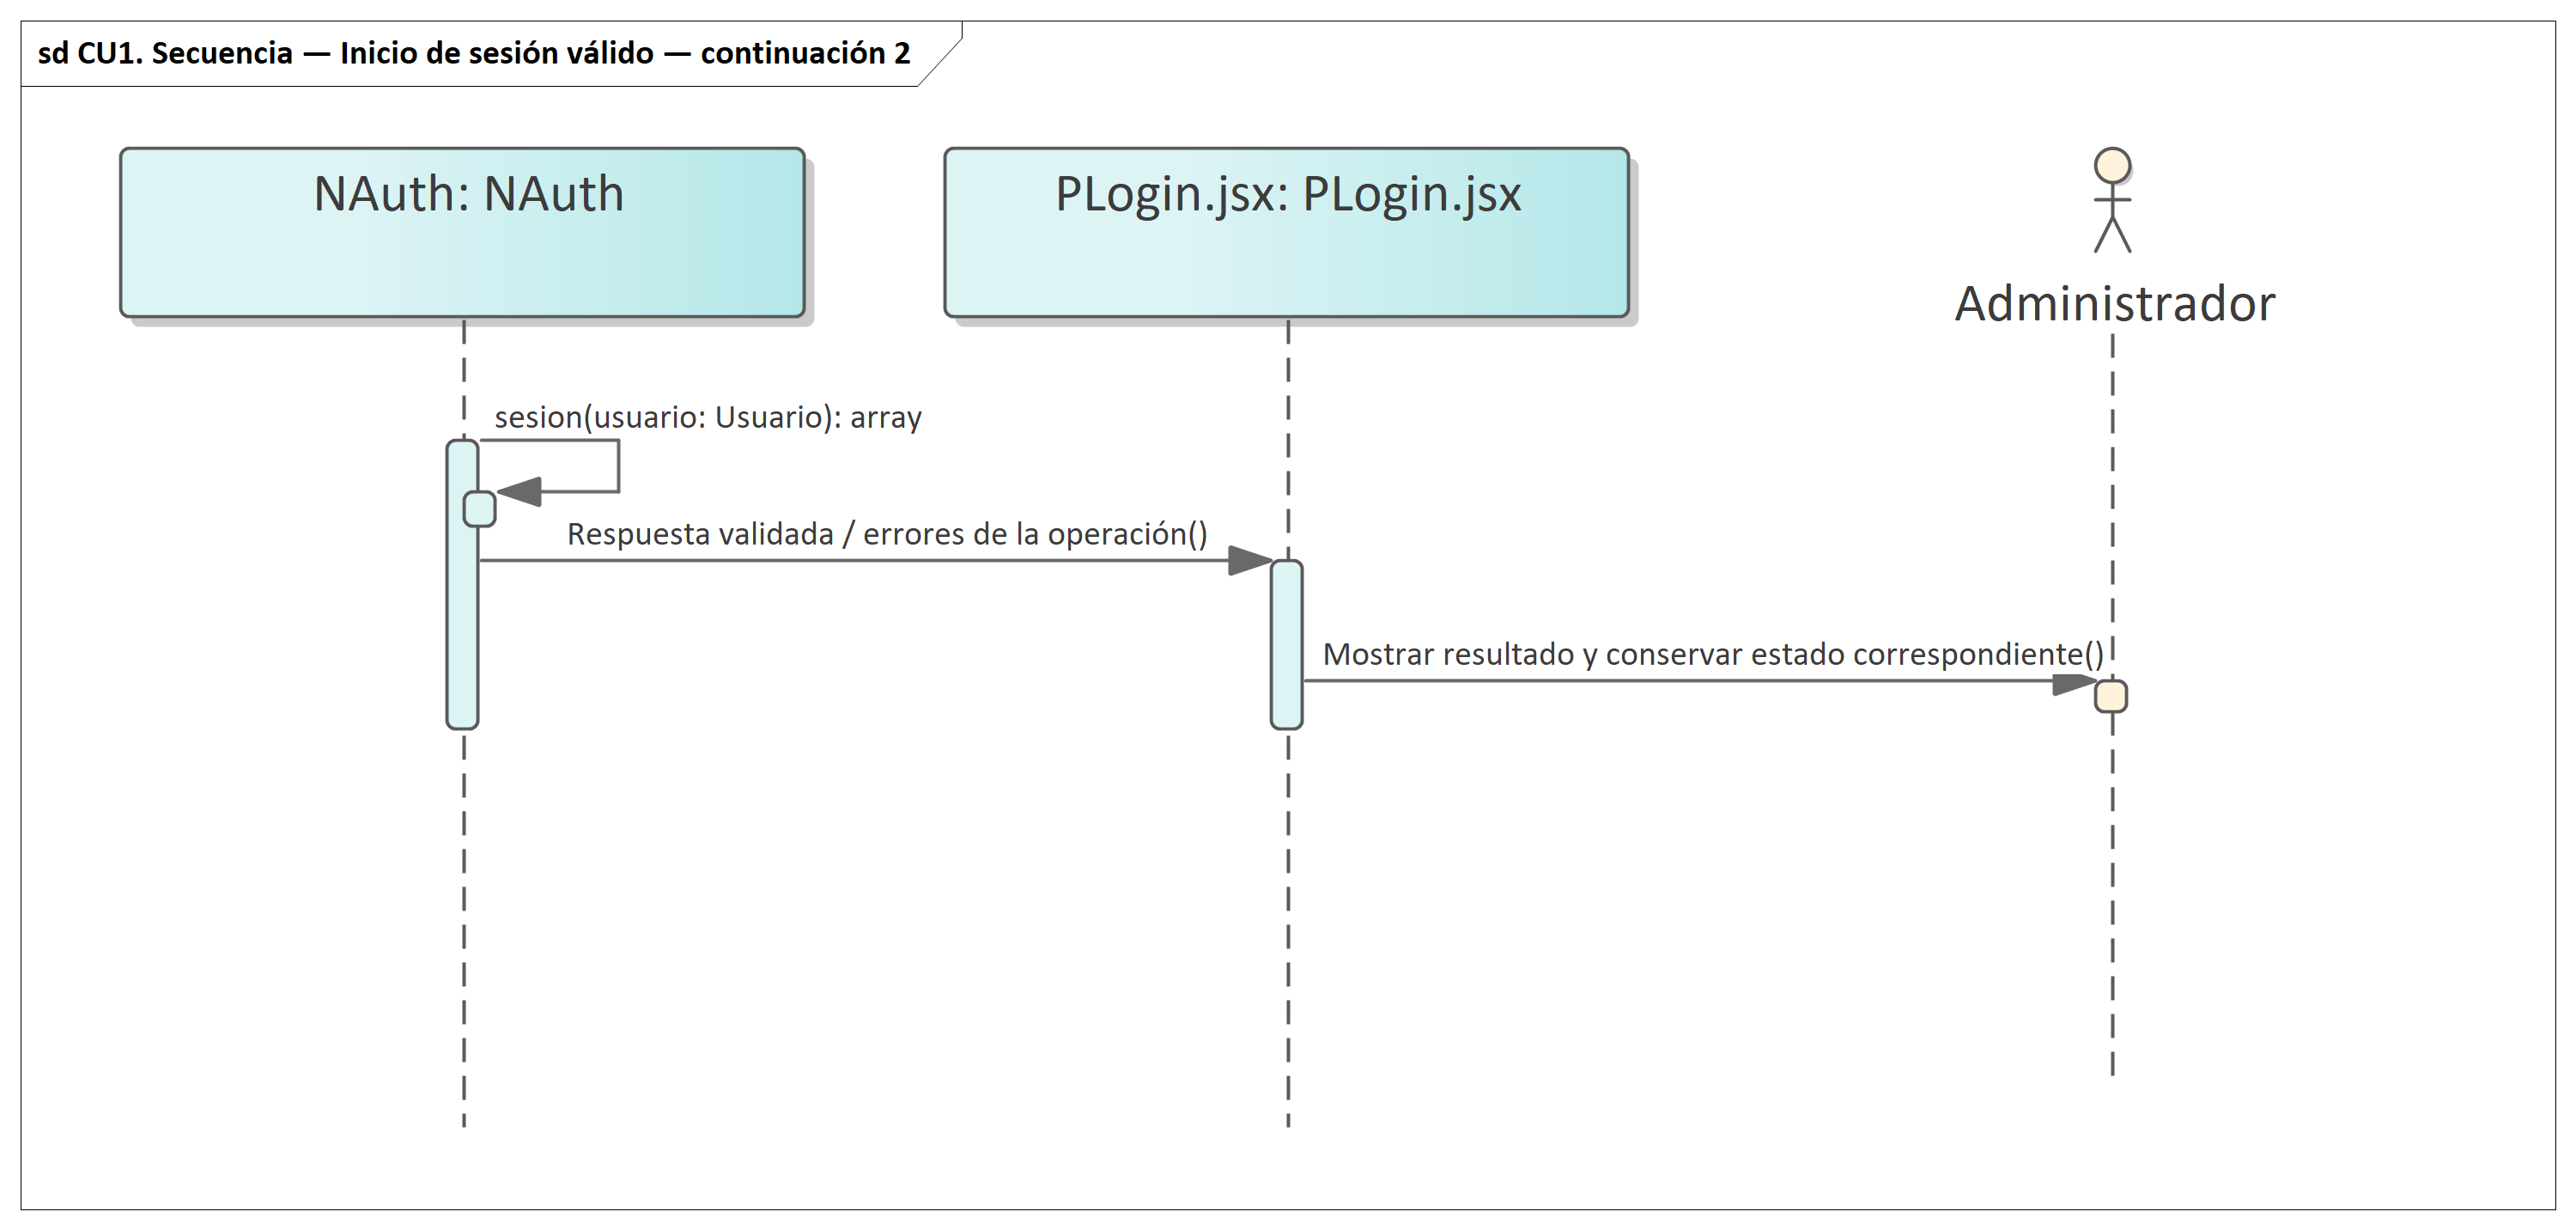 sd CU1. Secuencia — Inicio de sesión válido — continuación 2
NAuth: NAuth
PLogin.jsx: PLogin.jsx
Administrador
sesion(usuario: Usuario): array
Respuesta validada / errores de la operación()
Mostrar resultado y conservar estado correspondiente()